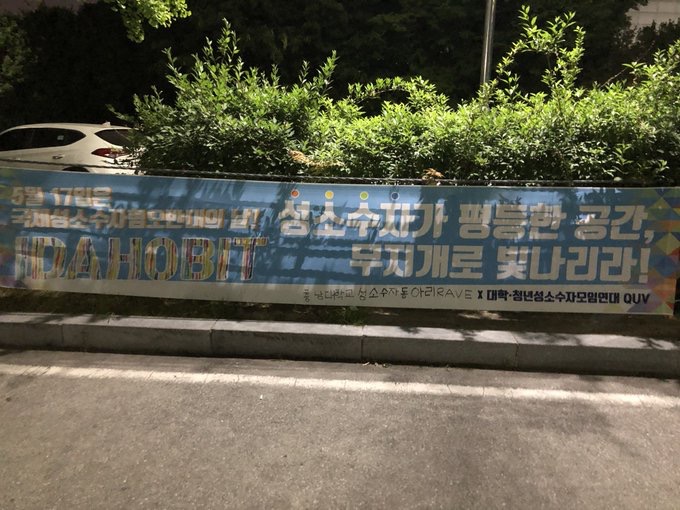 5월 17일은
국제성소수자혐오반대의 날!
IDAHOBIT
성소수자가 평등한 공간,
무지개로 빛나리라!
충남대학교 성소수자동아리RAVE x 대학·청년성소수자모임연대 QUV